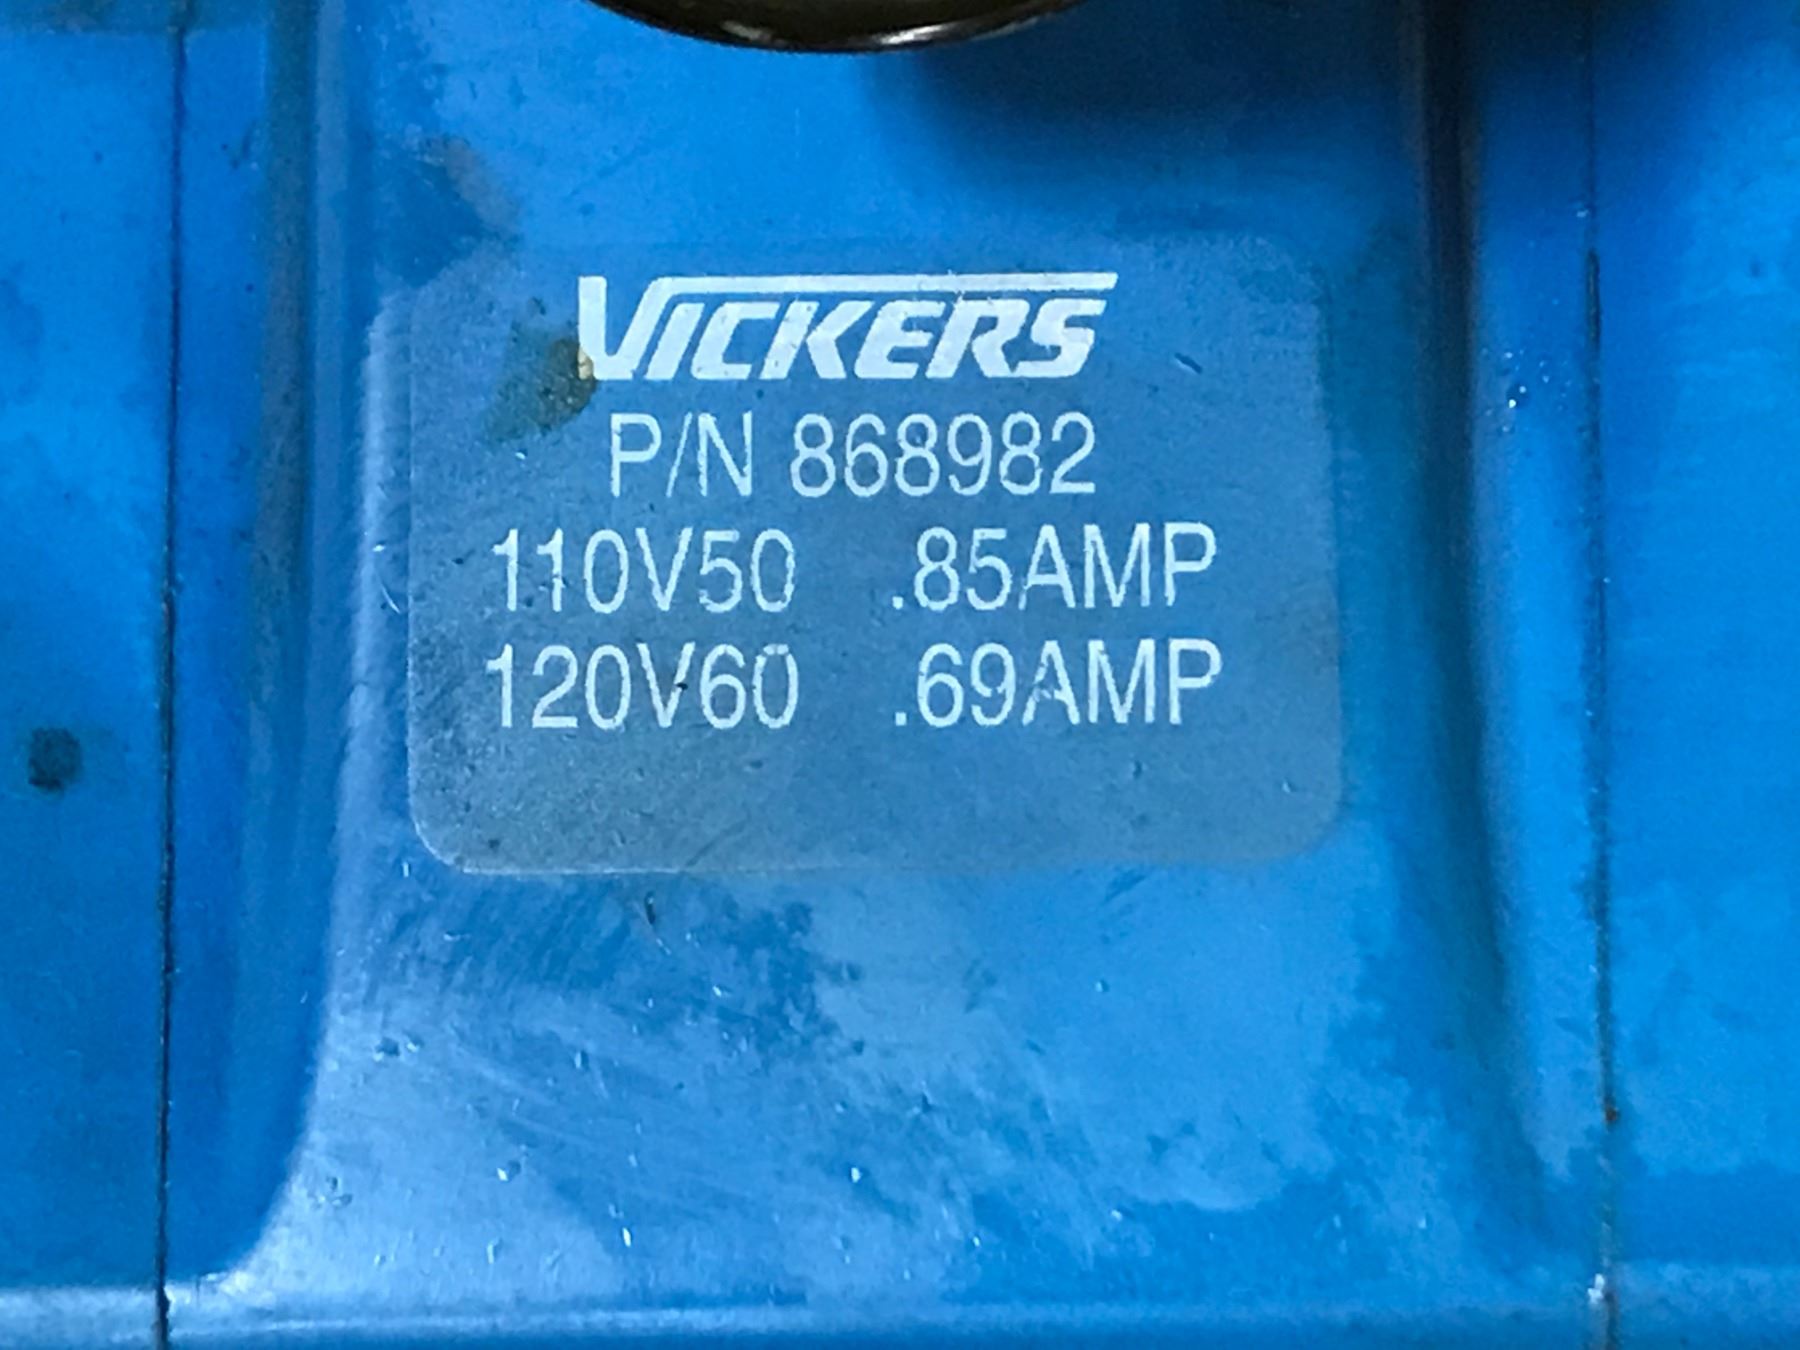 VICKERS
P/N 868982
110V50 .85AMP
120V60 .69AMP